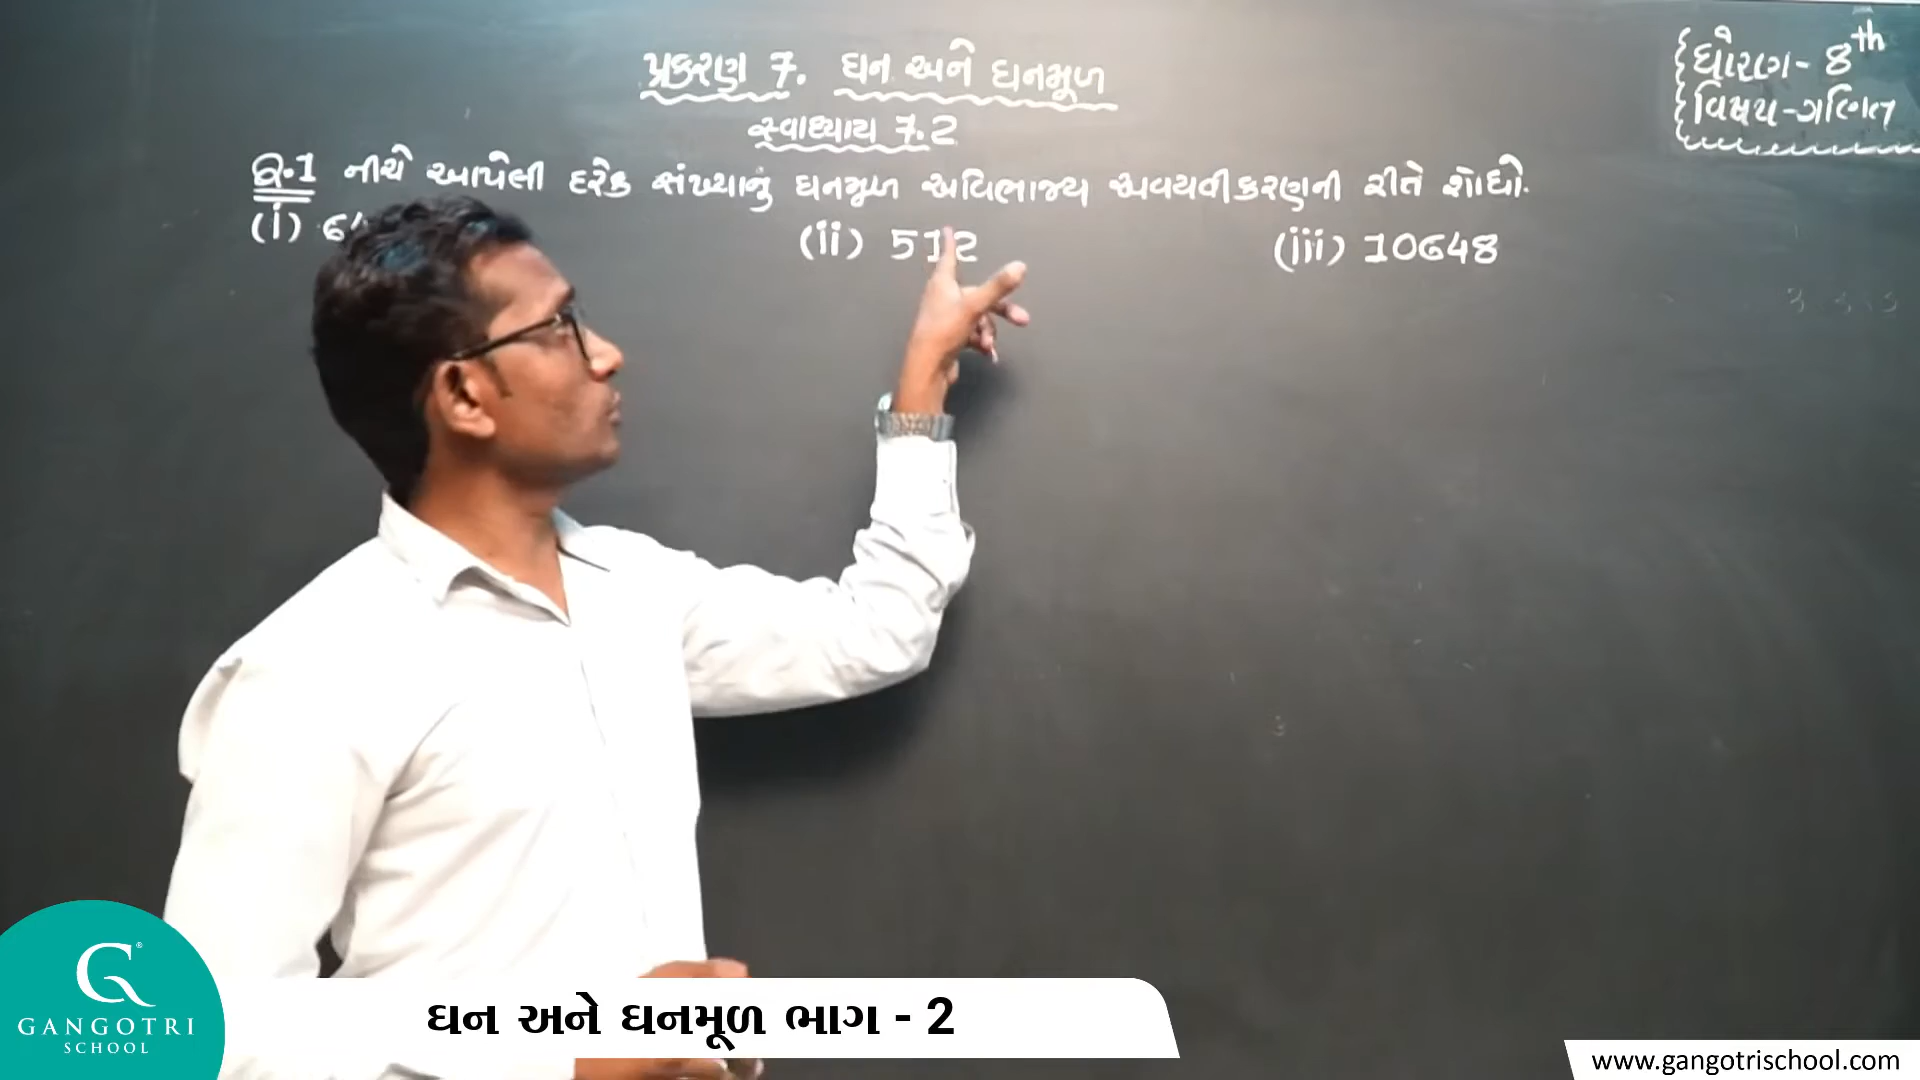 પ્રકરણ 7. ઘન અને ઘનમૂળ
ધોરણ - 8th
વિષય - ગણિત
સ્વાધ્યાય 7.2
પ્ર.1 નીચે આપેલી દરેક સંખ્યાનું ઘનમૂળ અવિભાજ્ય અવયવીકરણની રીતે શોધો.
(i) 64 (ii) 512 (iii) 10648
GANGOTRI
SCHOOL
ઘન અને ઘનમૂળ ભાગ - 2
www.gangotrischool.com